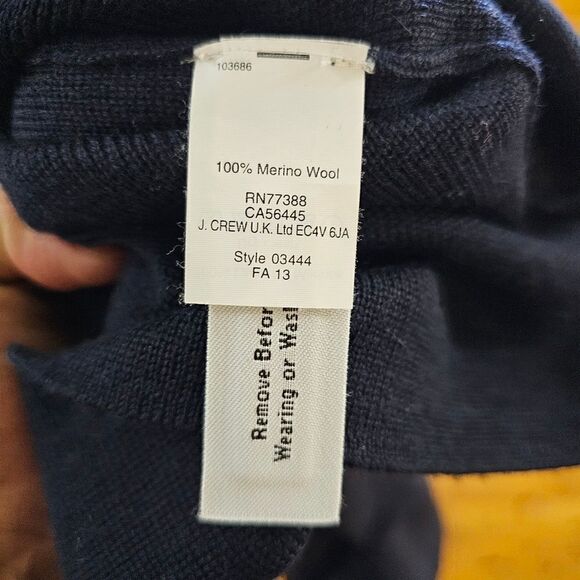 103686
100% Merino Wool
RN77388
CA56445
J. CREW U.K. Ltd EC4V 6JA
Style 03444
FA 13
Remove Befor
Wearing or Was